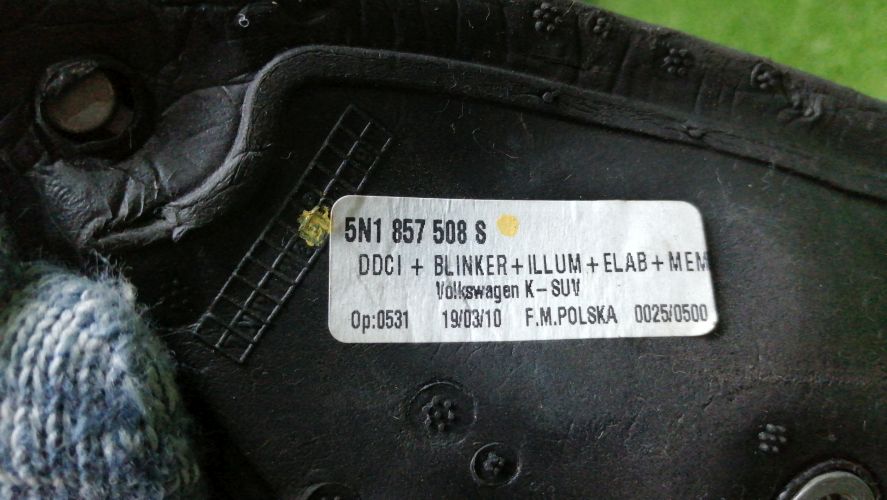 5N1 857 508 S
DDCI + BLINKER+ILLUM+ELAB+MEM
Volkswagen K-SUV
Op:0531 19/03/10 F.M.POLSKA 0025/0500